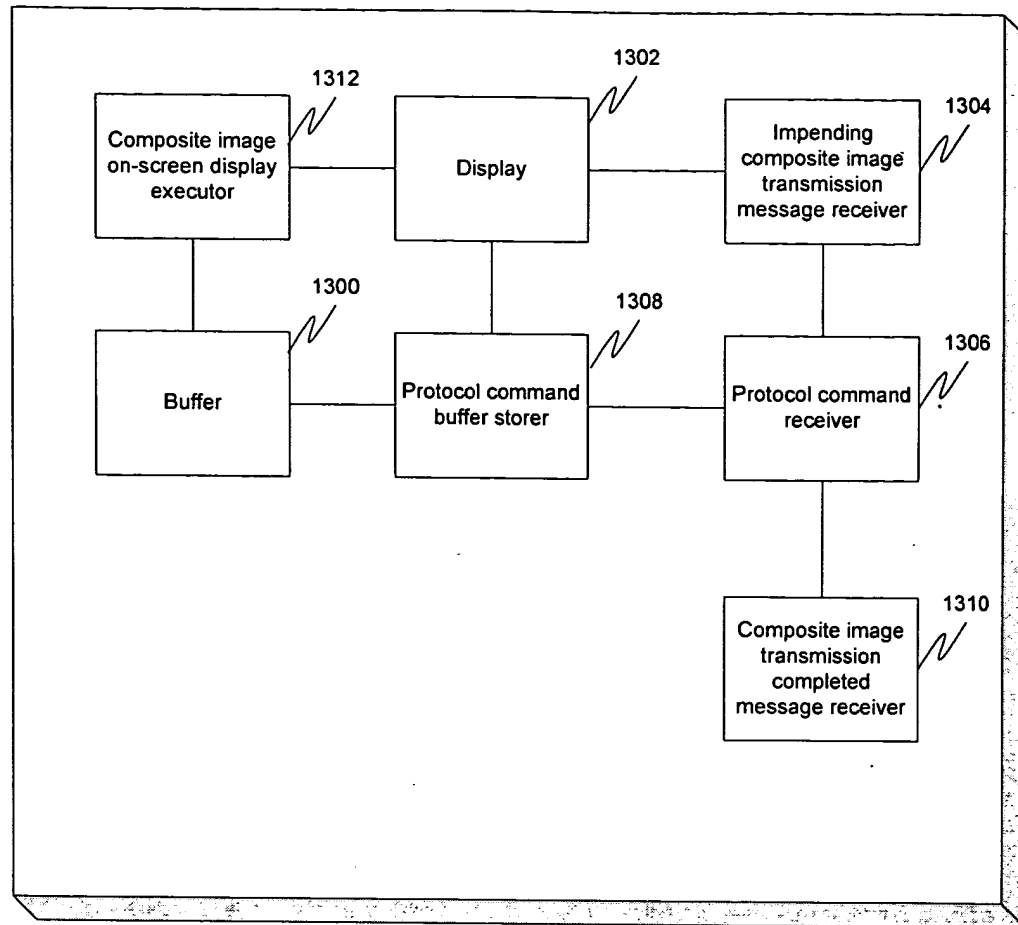 1312
Composite image
on-screen display
executor
1302
Display
1304
Impending
composite image
transmission
message receiver
1300
Buffer
1308
Protocol command
buffer storer
1306
Protocol command
receiver
1310
Composite image
transmission
completed
message receiver